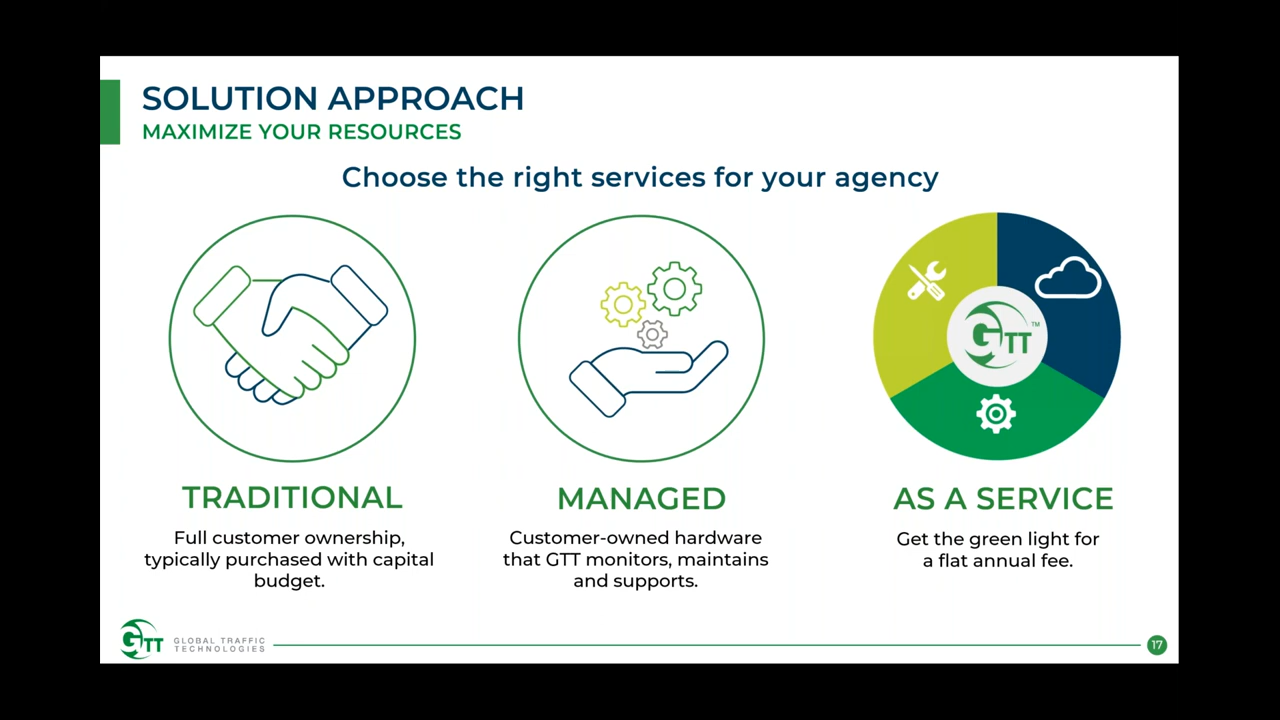 SOLUTION APPROACH
MAXIMIZE YOUR RESOURCES
Choose the right services for your agency
GTT™
TRADITIONAL
Full customer ownership,
typically purchased with capital
budget.
MANAGED
Customer-owned hardware
that GTT monitors, maintains
and supports.
AS A SERVICE
Get the green light for
a flat annual fee.
GTT
GLOBAL TRAFFIC
TECHNOLOGIES
17